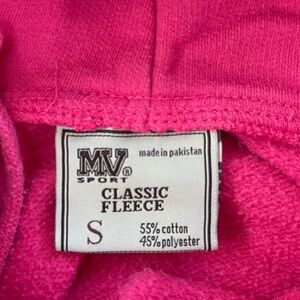 MV®
made in pakistan
SPORT
CLASSIC
FLEECE
S
55% cotton
45% polyester